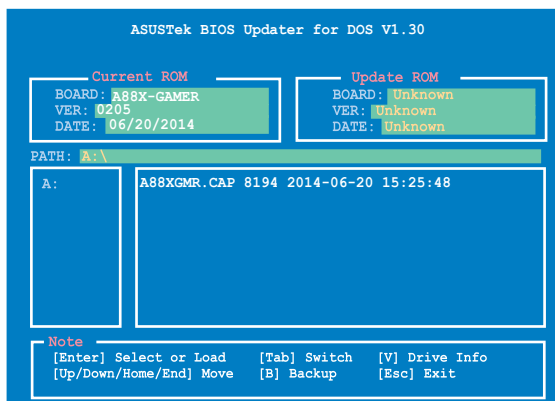 ASUSTek BIOS Updater for DOS V1.30
Current ROM
BOARD: A88X-GAMER
VER: 0205
DATE: 06/20/2014
Update ROM
BOARD: Unknown
VER: Unknown
DATE: Unknown
PATH: A:\
A:
A88XGMR.CAP 8194 2014-06-20 15:25:48
Note
[Enter] Select or Load [Tab] Switch [V] Drive Info
[Up/Down/Home/End] Move [B] Backup [Esc] Exit